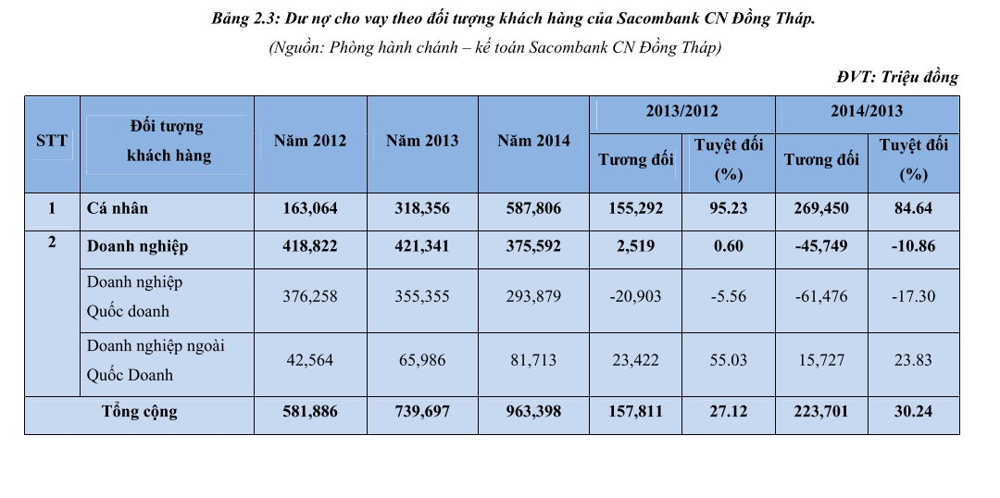 Bảng 2.3: Dư nợ cho vay theo đối tượng khách hàng của Sacombank CN Đồng Tháp.
(Nguồn: Phòng hành chánh – kế toán Sacombank CN Đồng Tháp)
ĐVT: Triệu đồng
STT Đối tượng khách hàng Năm 2012 Năm 2013 Năm 2014 2013/2012 2014/2013
Tương đối Tuyệt đối (%) Tương đối Tuyệt đối (%)
1 Cá nhân 163,064 318,356 587,806 155,292 95.23 269,450 84.64
2 Doanh nghiệp 418,822 421,341 375,592 2,519 0.60 -45,749 -10.86
Doanh nghiệp Quốc doanh 376,258 355,355 293,879 -20,903 -5.56 -61,476 -17.30
Doanh nghiệp ngoài Quốc Doanh 42,564 65,986 81,713 23,422 55.03 15,727 23.83
Tổng cộng 581,886 739,697 963,398 157,811 27.12 223,701 30.24